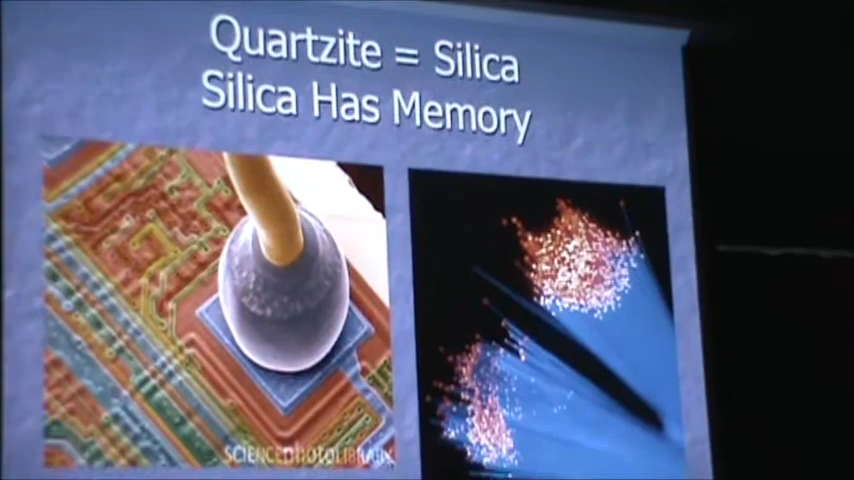 Quartzite = Silica
Silica Has Memory
SCIENCEphotoLIBRARY